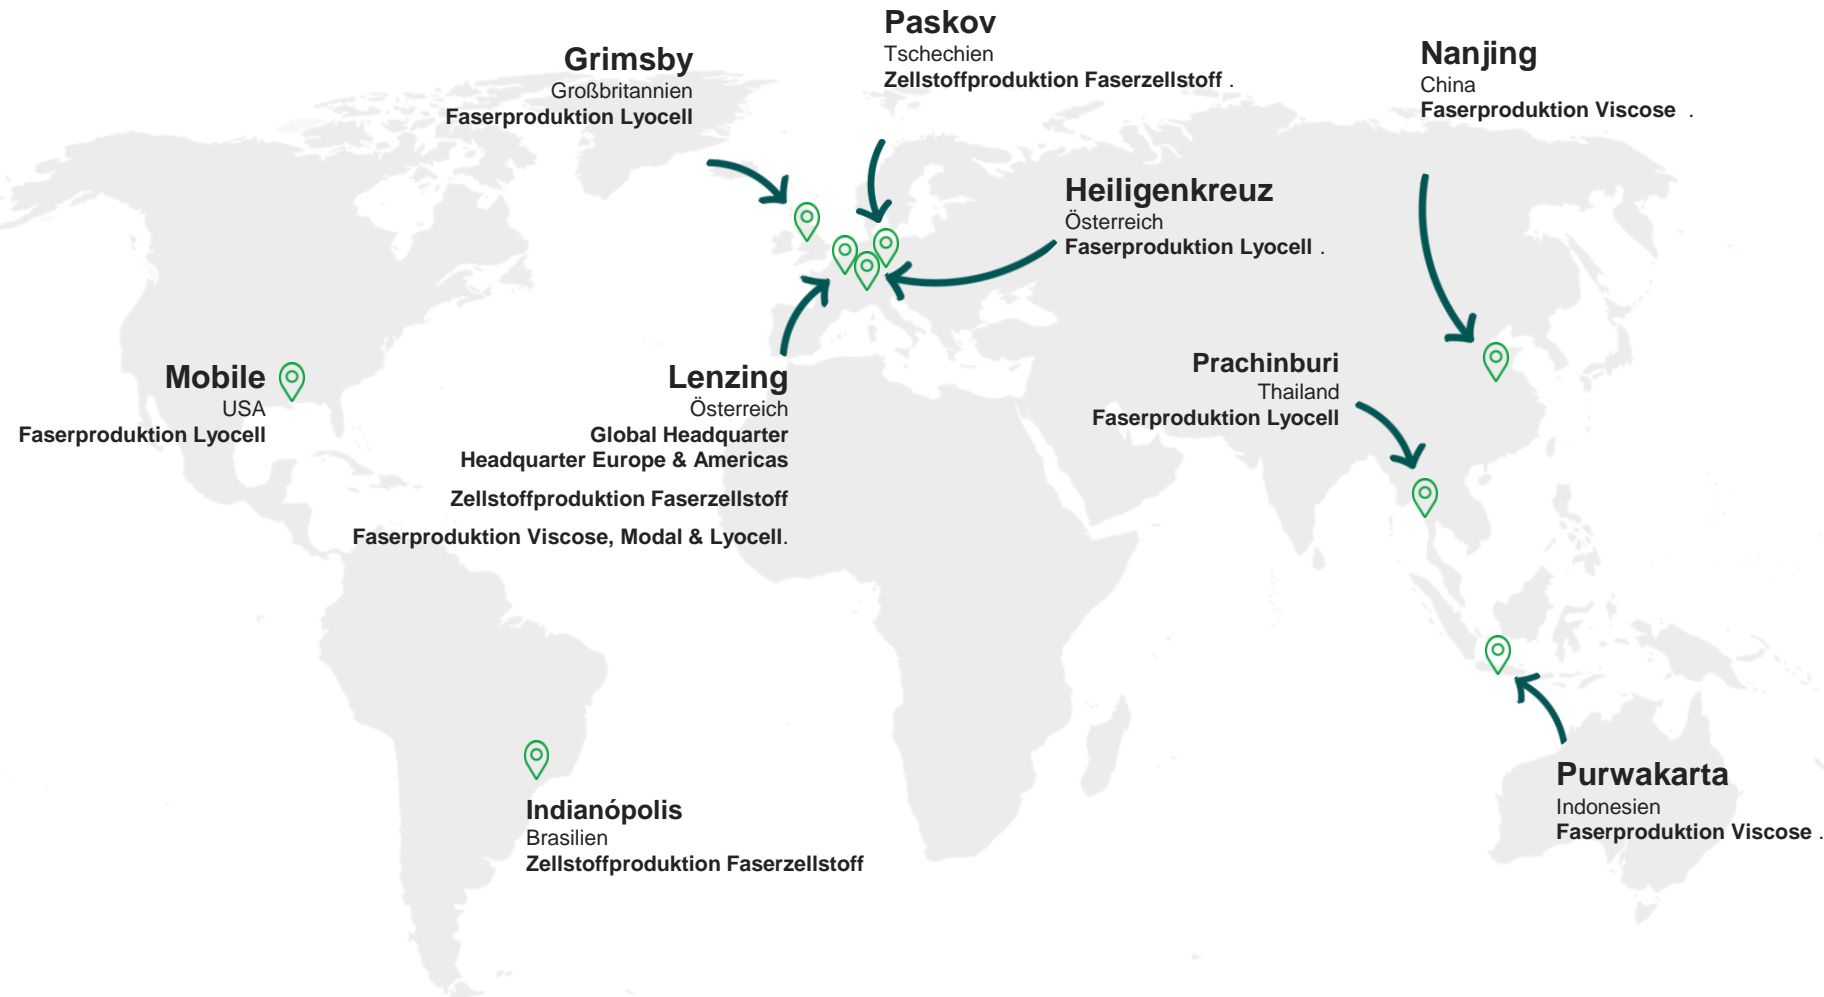 Paskov
Tschechien
Zellstoffproduktion Faserzellstoff .
Grimsby
Großbritannien
Faserproduktion Lyocell
Nanjing
China
Faserproduktion Viscose .
Heiligenkreuz
Österreich
Faserproduktion Lyocell .
Mobile
USA
Faserproduktion Lyocell
Lenzing
Österreich
Global Headquarter
Headquarter Europe & Americas
Zellstoffproduktion Faserzellstoff
Faserproduktion Viscose, Modal & Lyocell.
Prachinburi
Thailand
Faserproduktion Lyocell
Indianópolis
Brasilien
Zellstoffproduktion Faserzellstoff
Purwakarta
Indonesien
Faserproduktion Viscose .